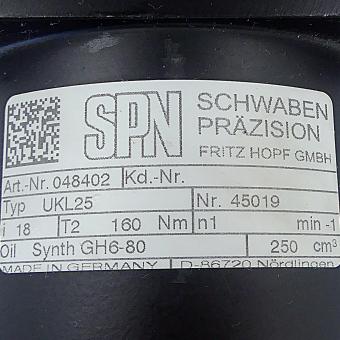 SPN SCHWABEN
PRÄZISION
FRITZ HOPF GMBH
Art.-Nr. 048402 Kd.-Nr.
Typ UKL25 Nr. 45019
i 18 T2 160 Nm n1 min -1
Oil Synth GH6-80 250 cm³
MADE IN GERMANY D-86720 Nördlingen